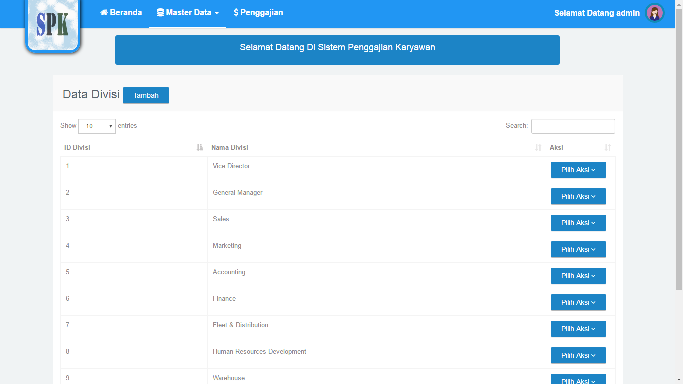 SPK
Beranda Master Data $ Penggajian
Selamat Datang admin
Selamat Datang Di Sistem Penggajian Karyawan
Data Divisi Tambah
Show 10 entries Search:
ID Divisi Nama Divisi Aksi
1 Vice Director Pilih Aksi
2 General Manager Pilih Aksi
3 Sales Pilih Aksi
4 Marketing Pilih Aksi
5 Accounting Pilih Aksi
6 Finance Pilih Aksi
7 Fleet & Distribution Pilih Aksi
8 Human Resources Development Pilih Aksi
9 Warehouse Pilih Aksi